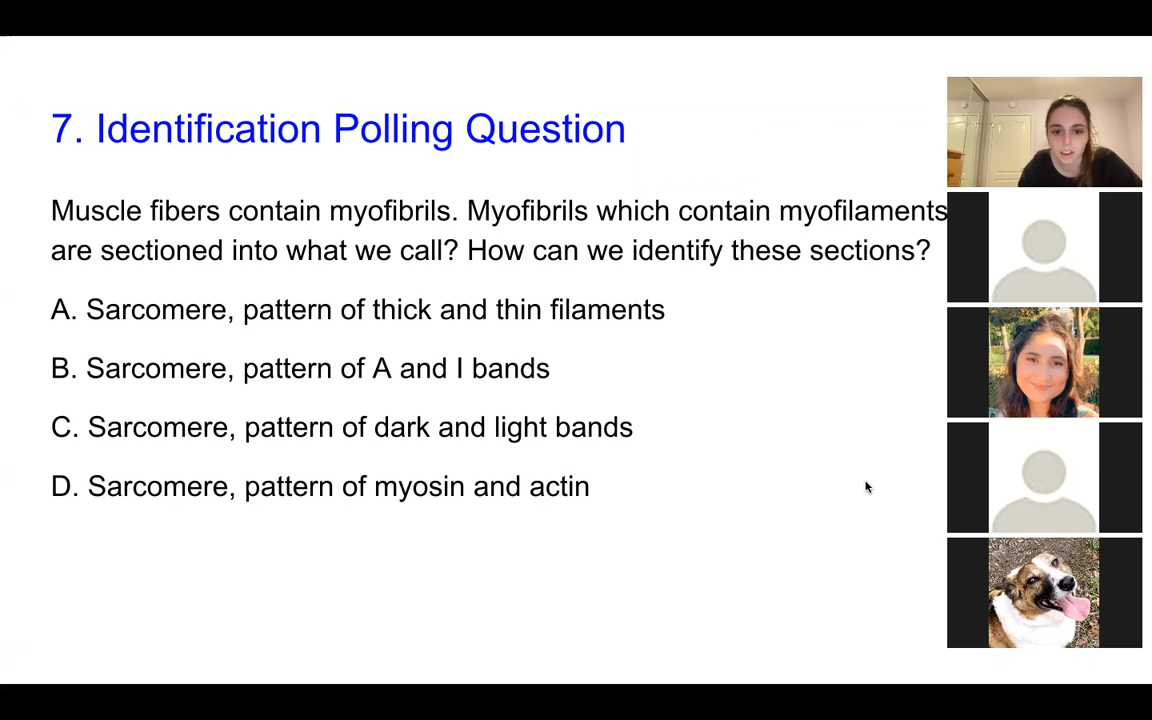 7. Identification Polling Question
Muscle fibers contain myofibrils. Myofibrils which contain myofilaments
are sectioned into what we call? How can we identify these sections?
A. Sarcomere, pattern of thick and thin filaments
B. Sarcomere, pattern of A and I bands
C. Sarcomere, pattern of dark and light bands
D. Sarcomere, pattern of myosin and actin